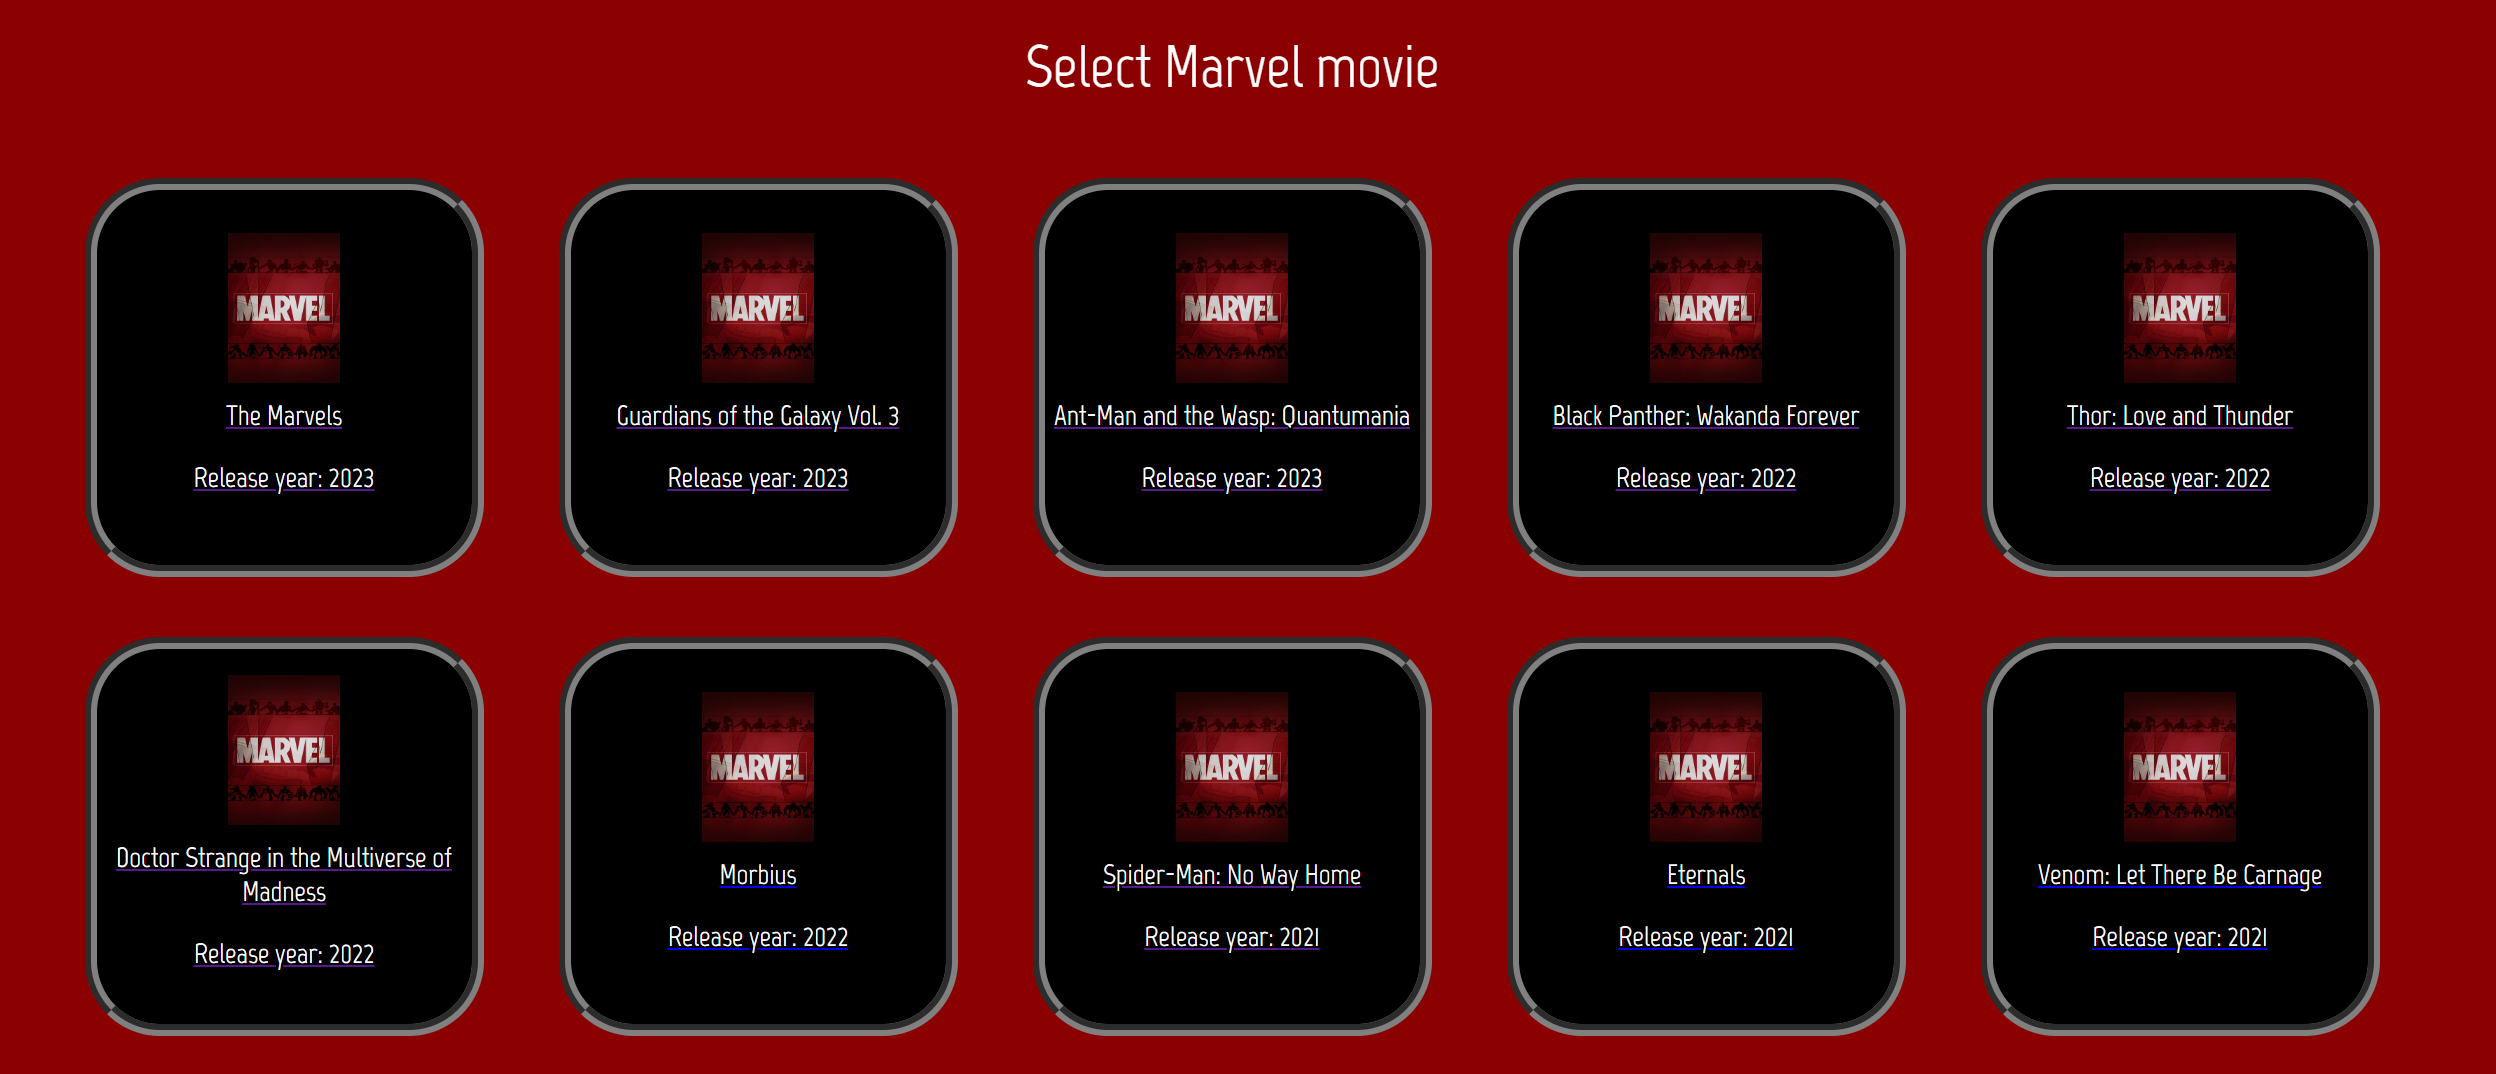 Select Marvel movie
MARVEL
The Marvels
Release year: 2023
MARVEL
Guardians of the Galaxy Vol. 3
Release year: 2023
MARVEL
Ant-Man and the Wasp: Quantumania
Release year: 2023
MARVEL
Black Panther: Wakanda Forever
Release year: 2022
MARVEL
Thor: Love and Thunder
Release year: 2022
MARVEL
Doctor Strange in the Multiverse of
Madness
Release year: 2022
MARVEL
Morbius
Release year: 2022
MARVEL
Spider-Man: No Way Home
Release year: 2021
MARVEL
Eternals
Release year: 2021
MARVEL
Venom: Let There Be Carnage
Release year: 2021